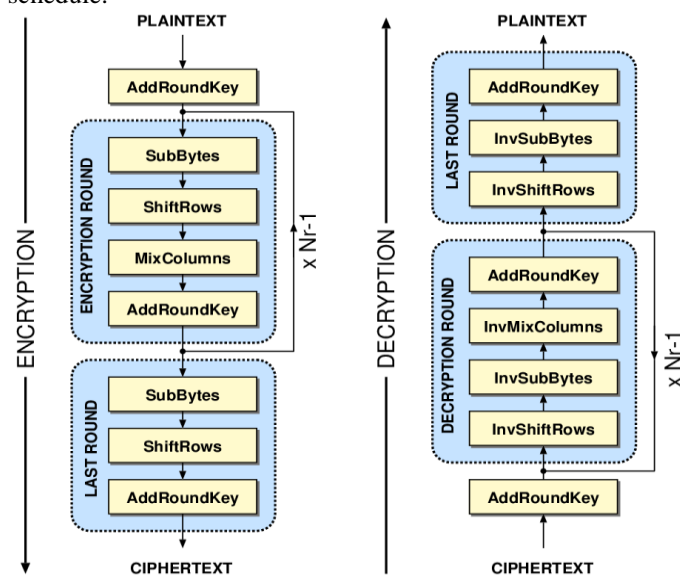 schedule.
PLAINTEXT
AddRoundKey
ENCRYPTION ROUND
SubBytes
ShiftRows
MixColumns
AddRoundKey
x Nr-1
ENCRYPTION
LAST ROUND
SubBytes
ShiftRows
AddRoundKey
CIPHERTEXT
PLAINTEXT
LAST ROUND
AddRoundKey
InvSubBytes
InvShiftRows
DECRYPTION
DECRYPTION ROUND
AddRoundKey
InvMixColumns
InvSubBytes
InvShiftRows
x Nr-1
AddRoundKey
CIPHERTEXT